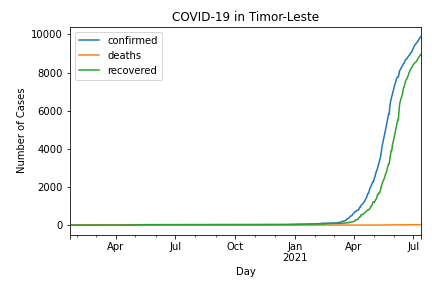 COVID-19 in Timor-Leste
confirmed
deaths
recovered
10000
8000
6000
4000
2000
0
Number of Cases
Apr
Jul
Oct
Jan
2021
Apr
Jul
Day